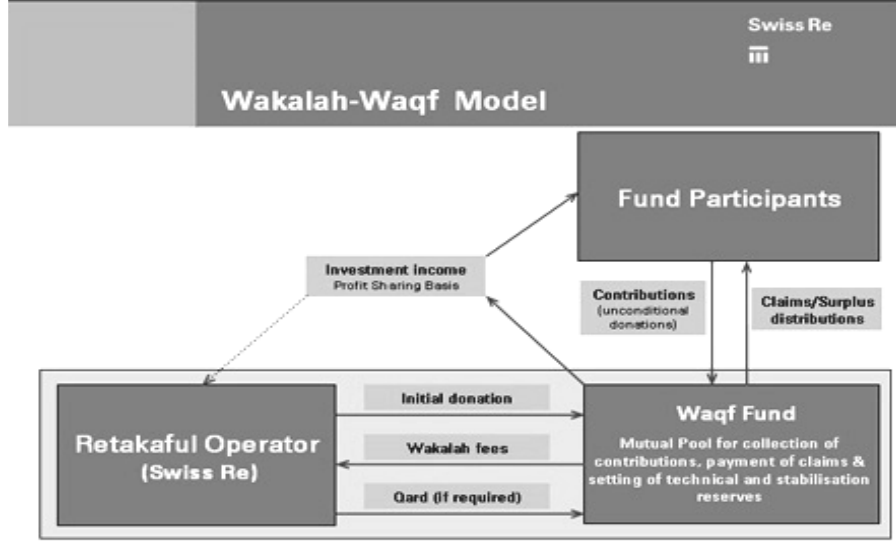 Swiss Re
Wakalah-Waqf Model
Fund Participants
Investment income
Profit Sharing Basis
Contributions
(unconditional
donations)
Claims/Surplus
distributions
Retakaful Operator
(Swiss Re)
Initial donation
Wakalah fees
Qard (if required)
Waqf Fund
Mutual Pool for collection of
contributions, payment of claims &
setting of technical and stabilisation
reserves